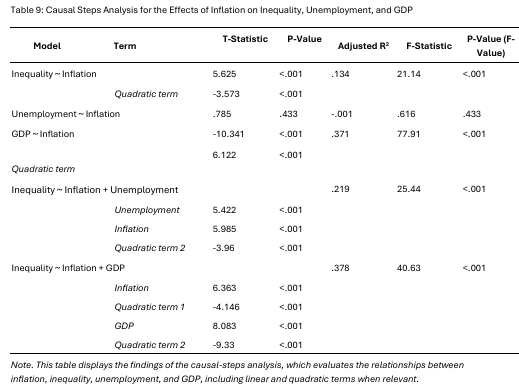 Table 9: Causal Steps Analysis for the Effects of Inflation on Inequality, Unemployment, and GDP
Model Term T-Statistic P-Value Adjusted R² F-Statistic P-Value (F-Value)
Inequality ~ Inflation 5.625 <.001 .134 21.14 <.001
Quadratic term -3.573 <.001
Unemployment ~ Inflation .785 .433 -.001 .616 .433
GDP ~ Inflation -10.341 <.001 .371 77.91 <.001
6.122 <.001
Quadratic term
Inequality ~ Inflation + Unemployment .219 25.44 <.001
Unemployment 5.422 <.001
Inflation 5.985 <.001
Quadratic term 2 -3.96 <.001
Inequality ~ Inflation + GDP .378 40.63 <.001
Inflation 6.363 <.001
Quadratic term 1 -4.146 <.001
GDP 8.083 <.001
Quadratic term 2 -9.33 <.001
Note. This table displays the findings of the causal-steps analysis, which evaluates the relationships between
inflation, inequality, unemployment, and GDP, including linear and quadratic terms when relevant.